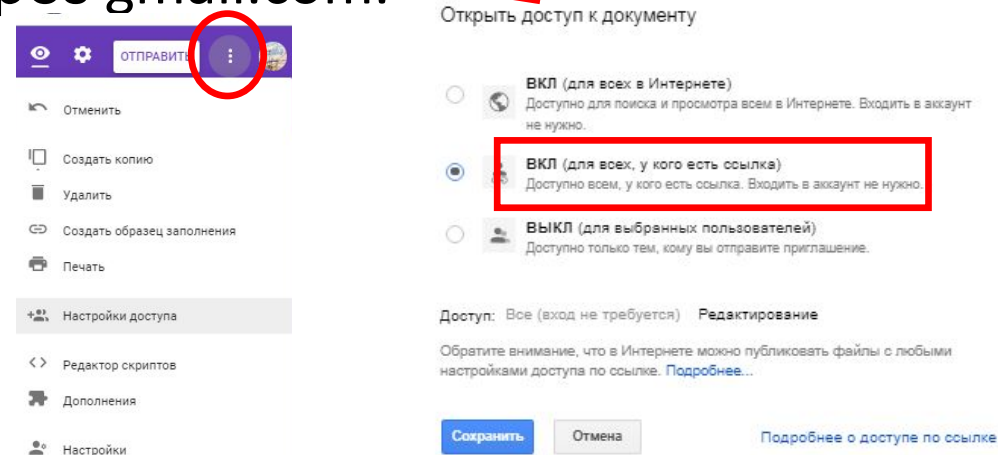 gmail.com.
ОТПРАВИТЬ
Отменить
Создать копию
Удалить
Создать образец заполнения
Печать
Настройки доступа
Редактор скриптов
Дополнения
Настройки
Открыть доступ к документу
ВКЛ (для всех в Интернете)
Доступно для поиска и просмотра всем в Интернете. Входить в аккаунт
не нужно.
ВКЛ (для всех, у кого есть ссылка)
Доступно всем, у кого есть ссылка. Входить в аккаунт не нужно.
ВЫКЛ (для выбранных пользователей)
Доступно только тем, кому вы отправите приглашение.
Доступ: Все (вход не требуется) Редактирование
Обратите внимание, что в Интернете можно публиковать файлы с любыми
настройками доступа по ссылке. Подробнее...
Сохранить Отмена Подробнее о доступе по ссылке